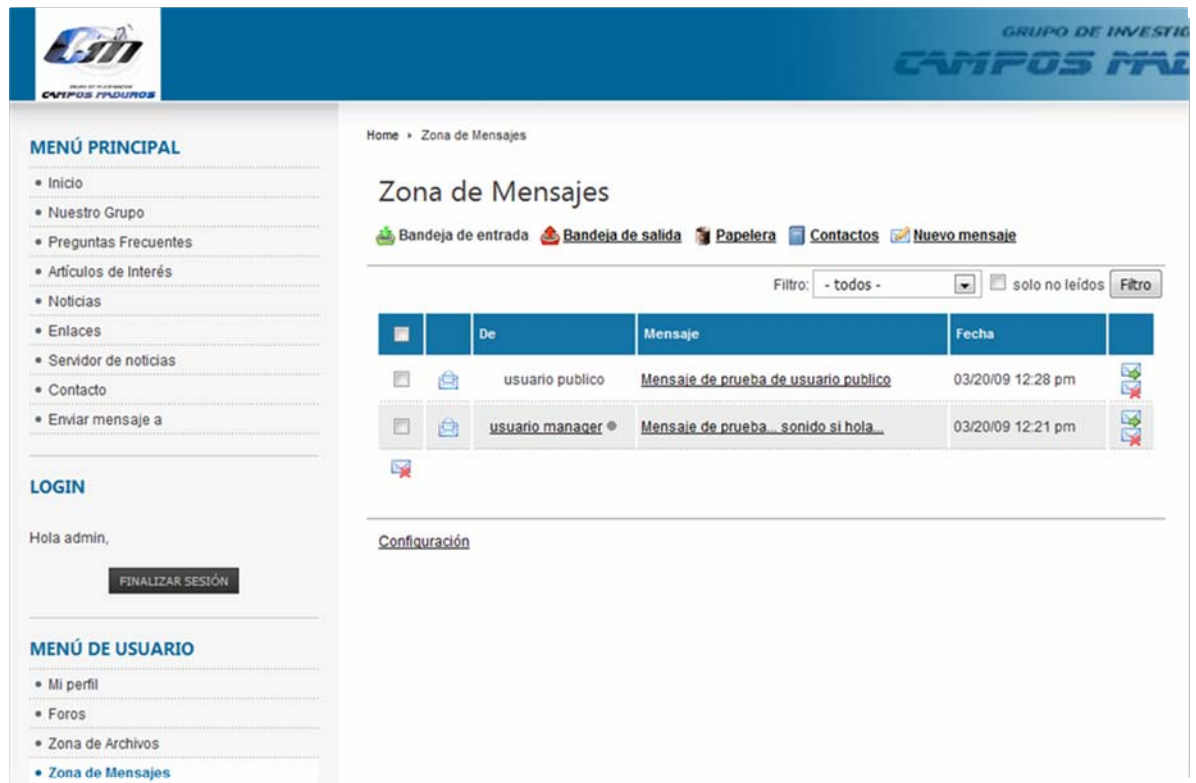 GRUPO DE INVESTIG
CAMPOS MAD
CAMPOS MADUROS
Home › Zona de Mensajes
MENÚ PRINCIPAL
• Inicio
• Nuestro Grupo
• Preguntas Frecuentes
• Artículos de Interés
• Noticias
• Enlaces
• Servidor de noticias
• Contacto
• Enviar mensaje a
LOGIN
Hola admin,
FINALIZAR SESIÓN
MENÚ DE USUARIO
• Mi perfil
• Foros
• Zona de Archivos
• Zona de Mensajes
Zona de Mensajes
Bandeja de entrada Bandeja de salida Papelera Contactos Nuevo mensaje
Filtro: - todos - solo no leídos Filtro
De Mensaje Fecha
usuario publico Mensaje de prueba de usuario publico 03/20/09 12:28 pm
usuario manager Mensaje de prueba... sonido si hola... 03/20/09 12:21 pm
Configuración